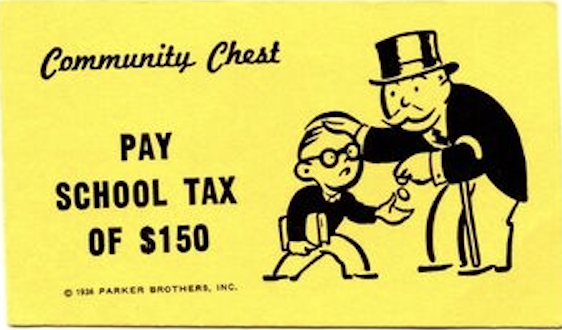 Community Chest
PAY
SCHOOL TAX
OF $150
© 1936 PARKER BROTHERS, INC.